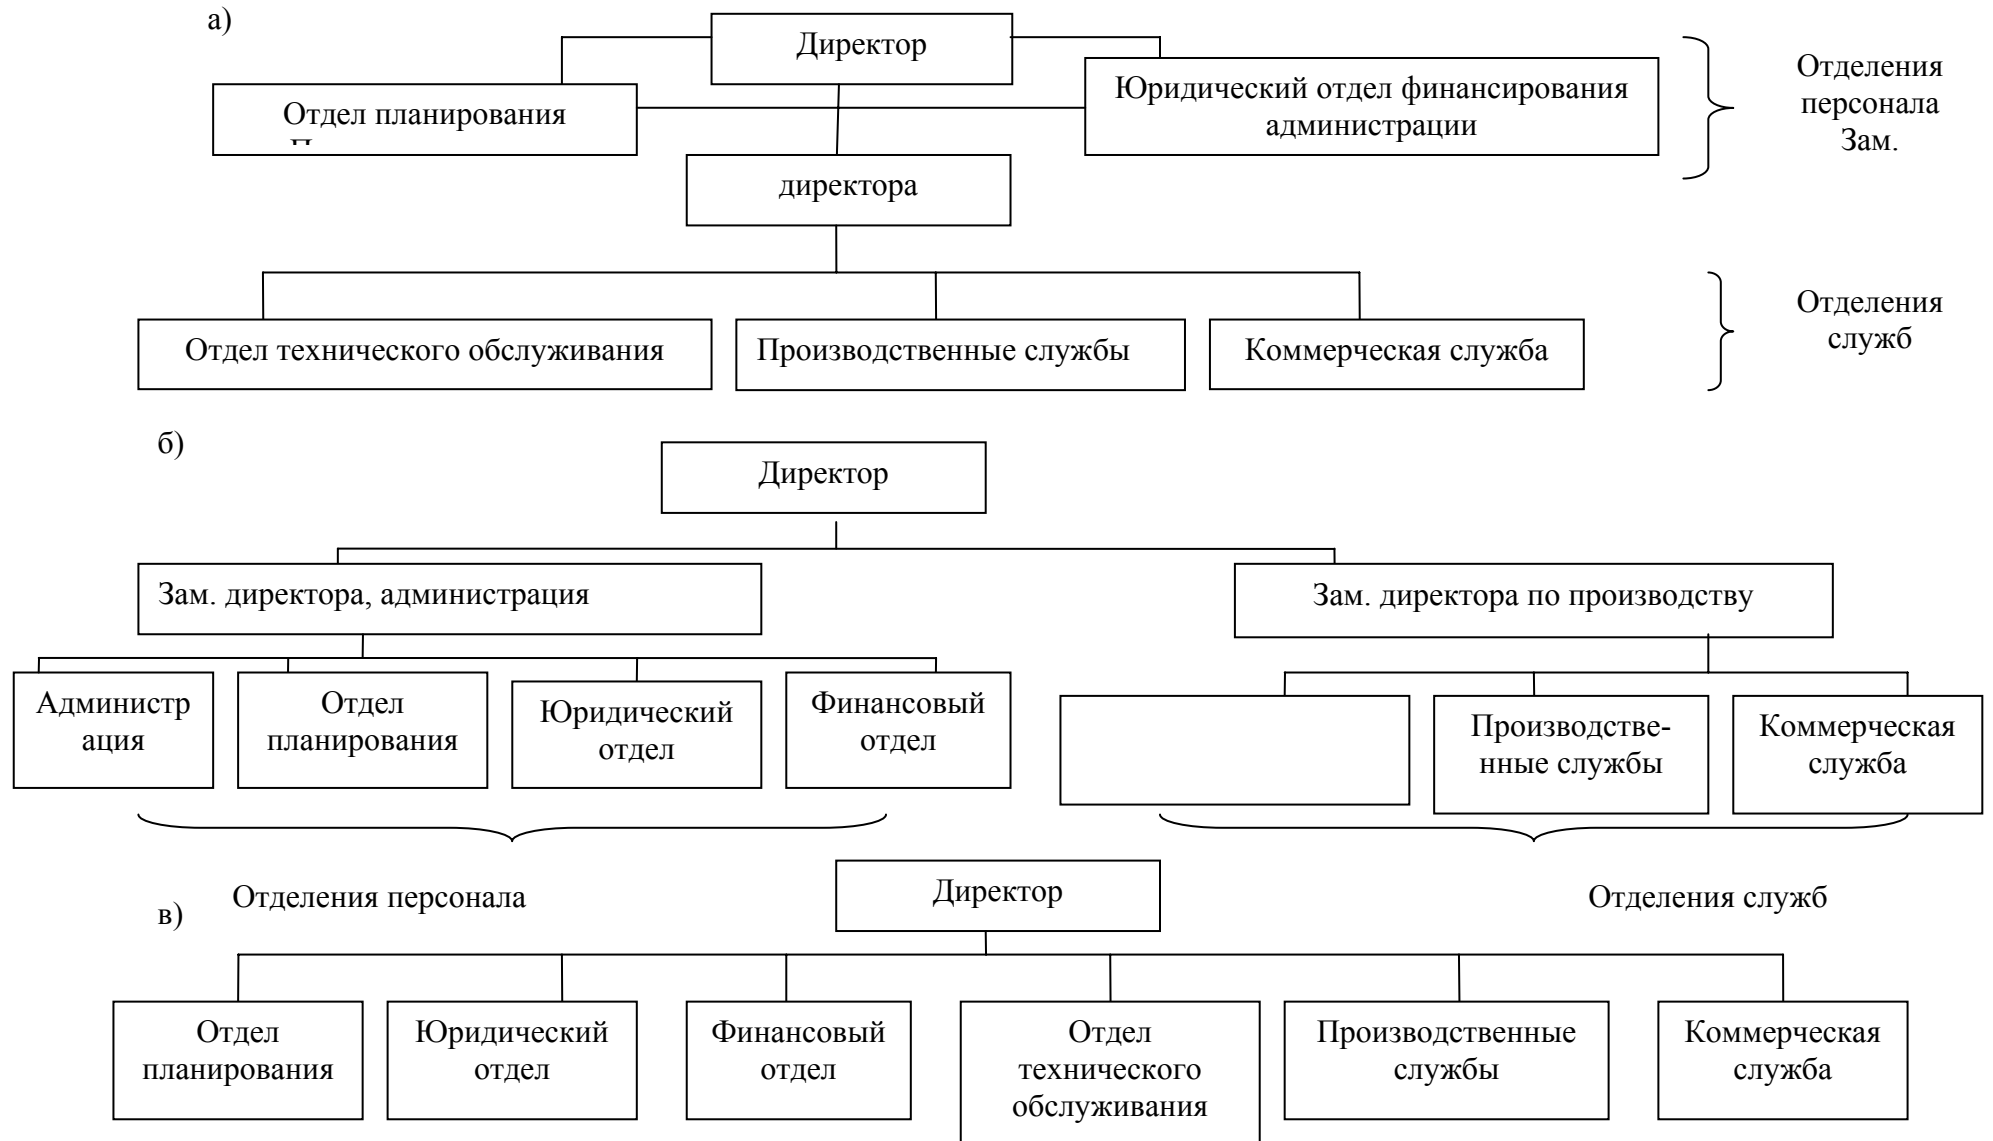 а)
Директор
Отдел планирования
Юридический отдел финансирования
администрации
Отделения
персонала
Зам.
директора
Отдел технического обслуживания
Производственные службы
Коммерческая служба
Отделения
служб
б)
Директор
Зам. директора, администрация
Зам. директора по производству
Администр
ация
Отдел
планирования
Юридический
отдел
Финансовый
отдел
Производстве-
нные службы
Коммерческая
служба
Отделения персонала
Отделения служб
в)
Директор
Отдел
планирования
Юридический
отдел
Финансовый
отдел
Отдел
технического
обслуживания
Производственные
службы
Коммерческая
служба